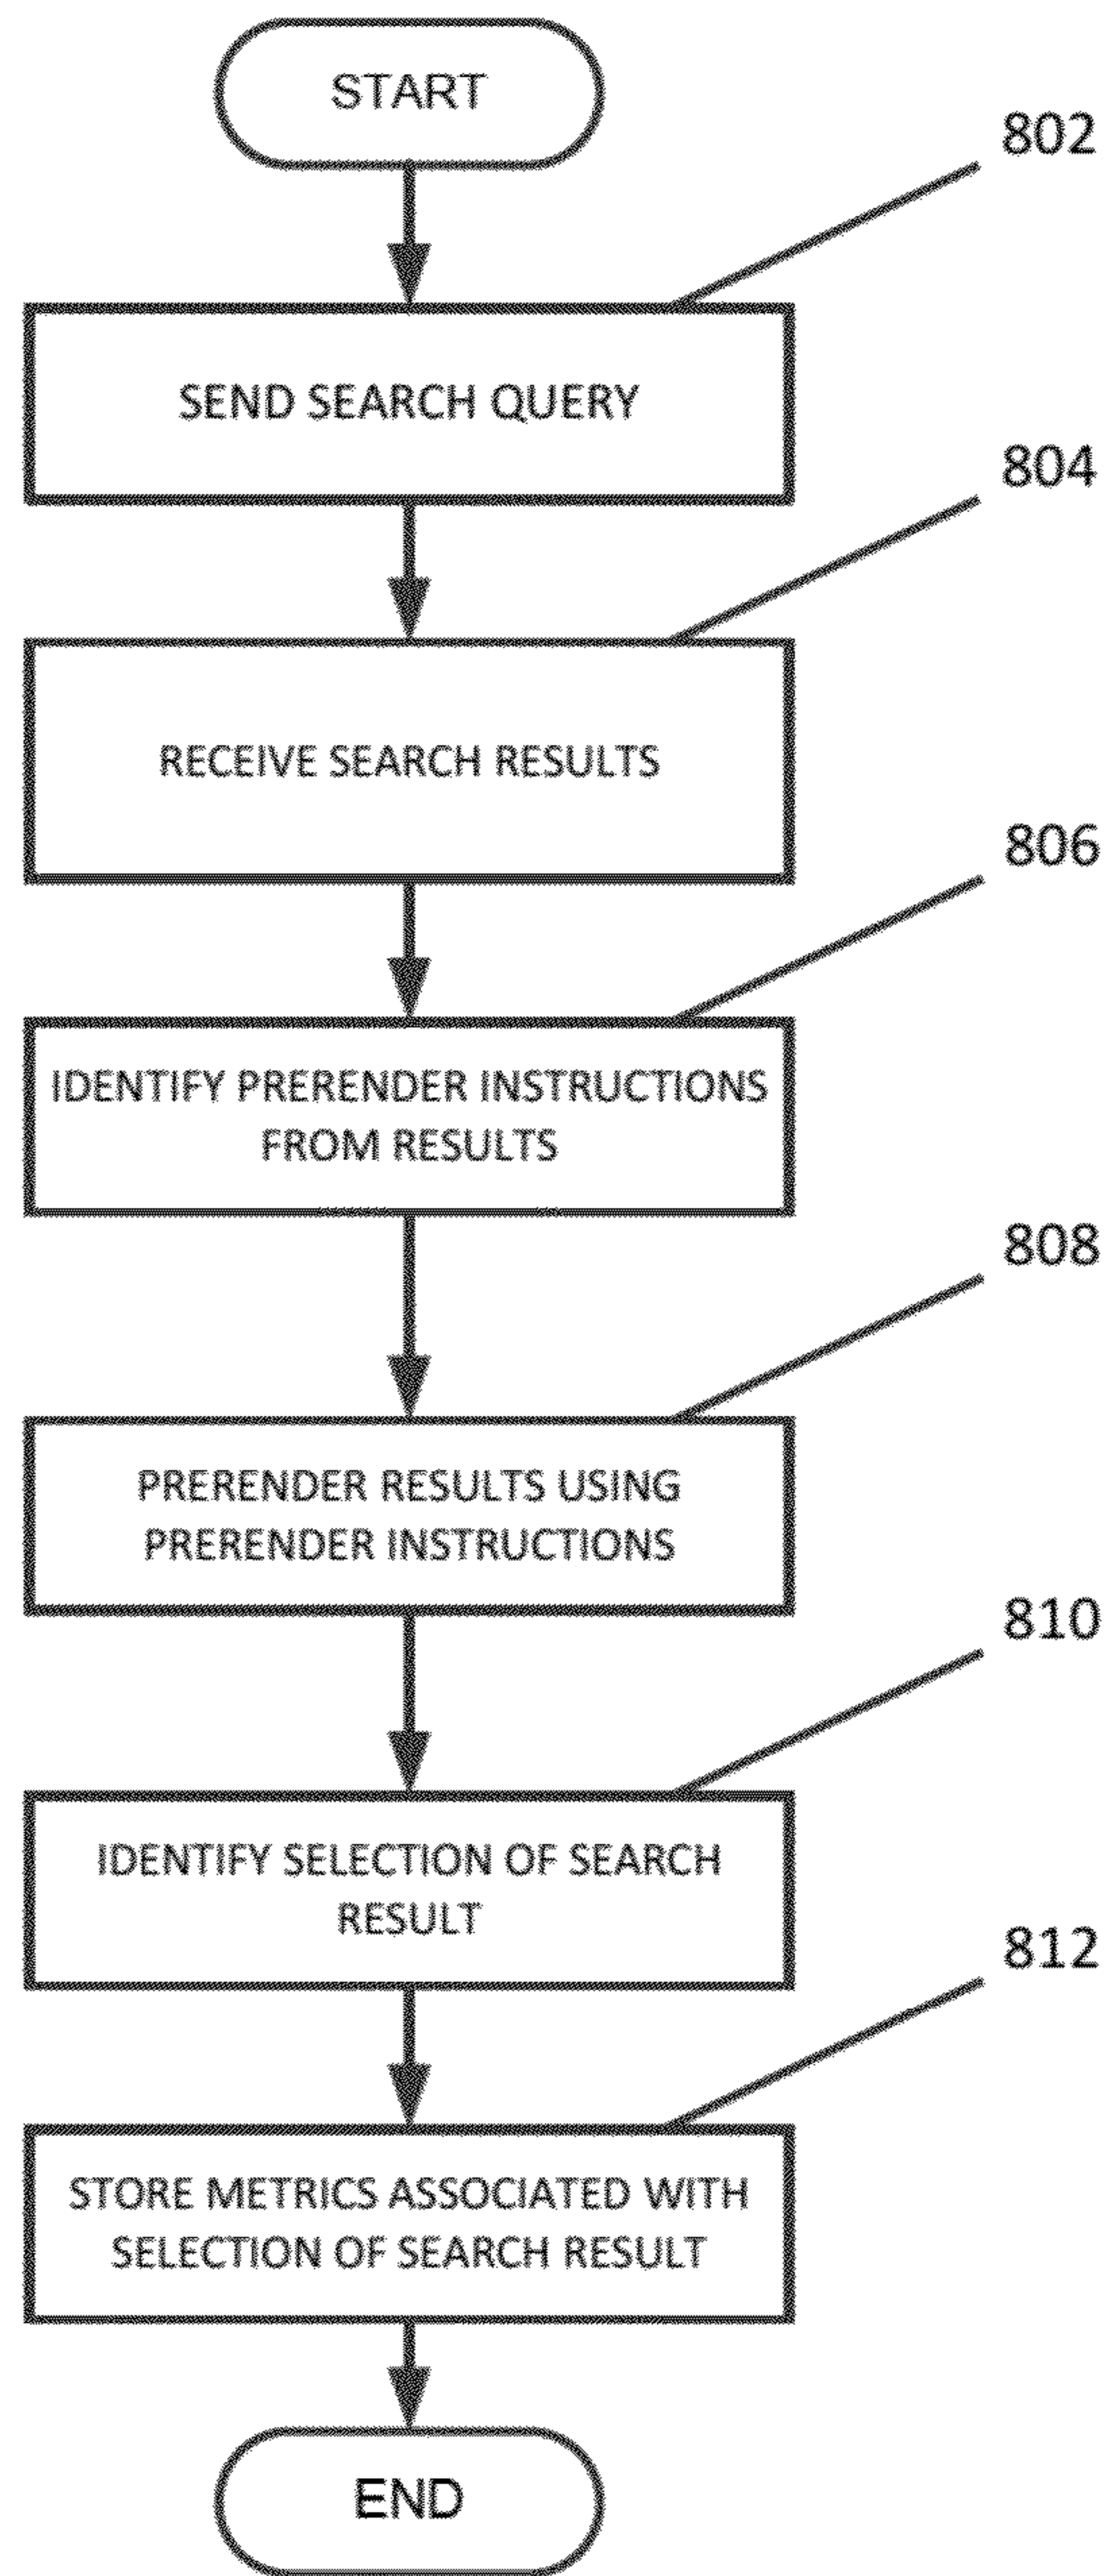 START
802
SEND SEARCH QUERY
804
RECEIVE SEARCH RESULTS
806
IDENTIFY PRERENDER INSTRUCTIONS
FROM RESULTS
808
PRERENDER RESULTS USING
PRERENDER INSTRUCTIONS
810
IDENTIFY SELECTION OF SEARCH
RESULT
812
STORE METRICS ASSOCIATED WITH
SELECTION OF SEARCH RESULT
END